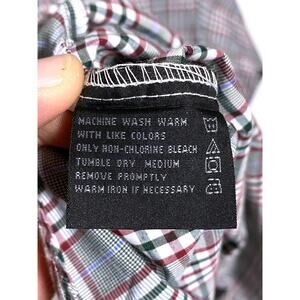 MACHINE WASH WARM
WITH LIKE COLORS
ONLY NON-CHLORINE BLEACH
TUMBLE DRY MEDIUM
REMOVE PROMPTLY
WARM IRON IF NECESSARY